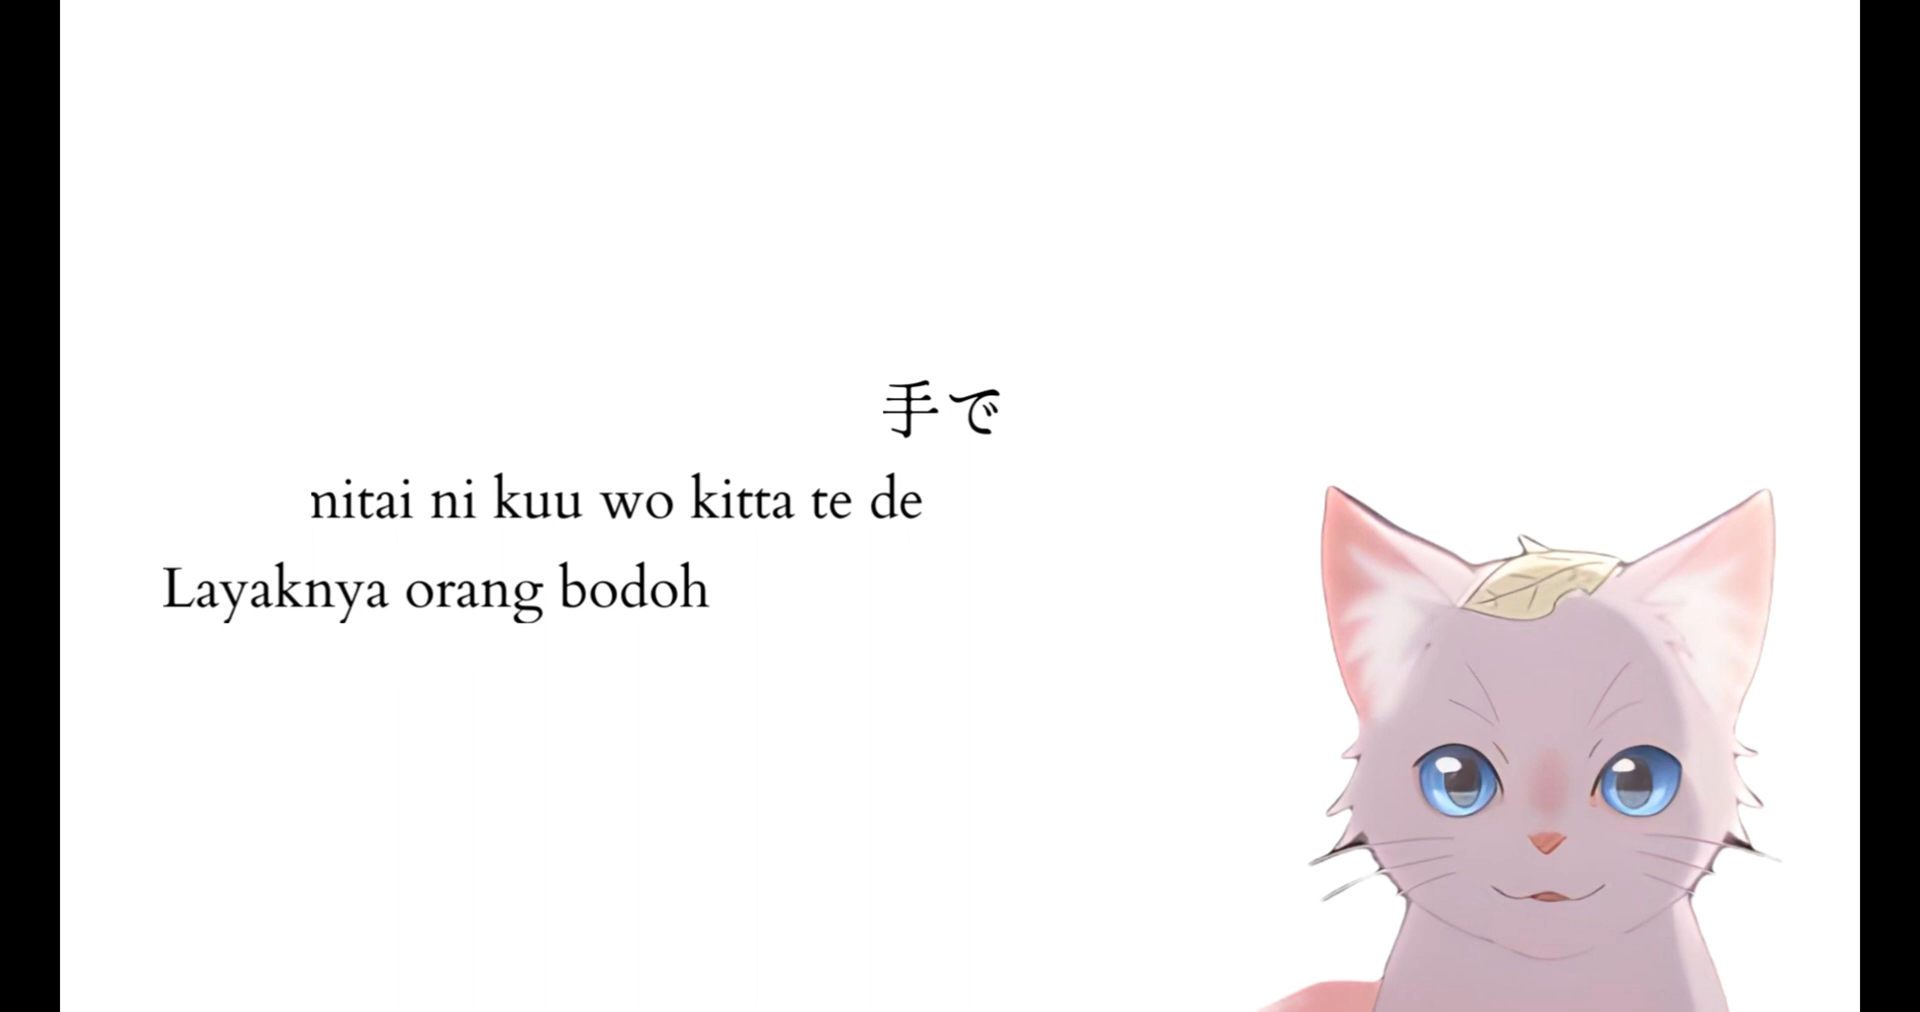 手で
nitai ni kuu wo kitta te de
Layaknya orang bodoh